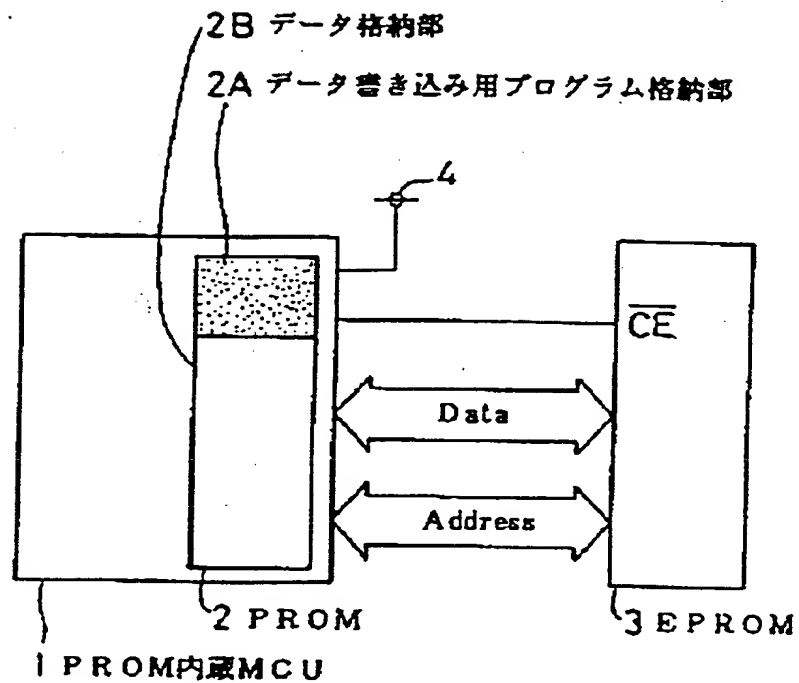 2B データ格納部
2A データ書き込み用プログラム格納部
4
CE
Data
Address
2 PROM
3 EPROM
1 PROM内蔵MCU